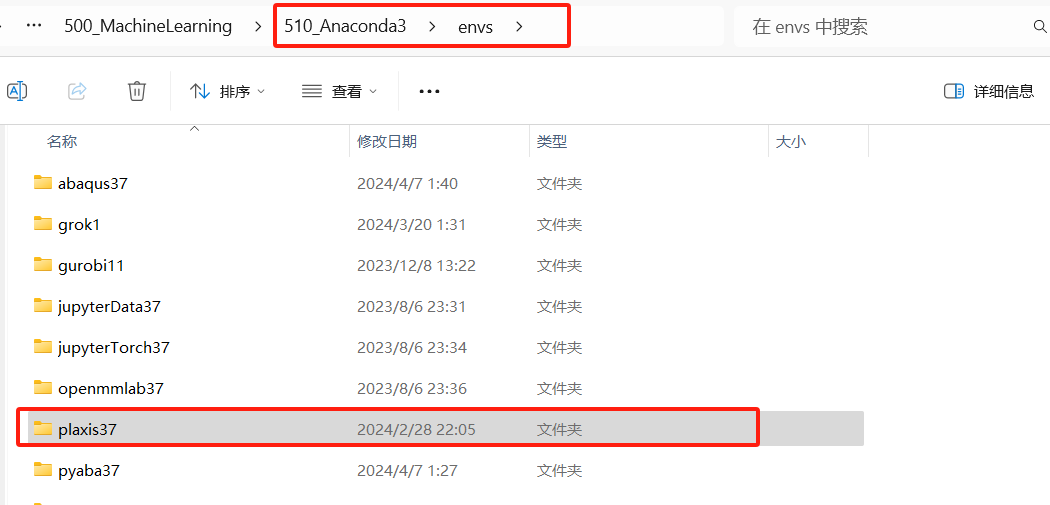 ··· 500_MachineLearning > 510_Anaconda3 > envs > 在 envs 中搜索
排序 查看 ··· 详细信息
名称 修改日期 类型 大小
abaqus37 2024/4/7 1:40 文件夹
grok1 2024/3/20 1:31 文件夹
gurobi11 2023/12/8 13:22 文件夹
jupyterData37 2023/8/6 23:31 文件夹
jupyterTorch37 2023/8/6 23:34 文件夹
openmmlab37 2023/8/6 23:36 文件夹
plaxis37 2024/2/28 22:05 文件夹
pyaba37 2024/4/7 1:27 文件夹